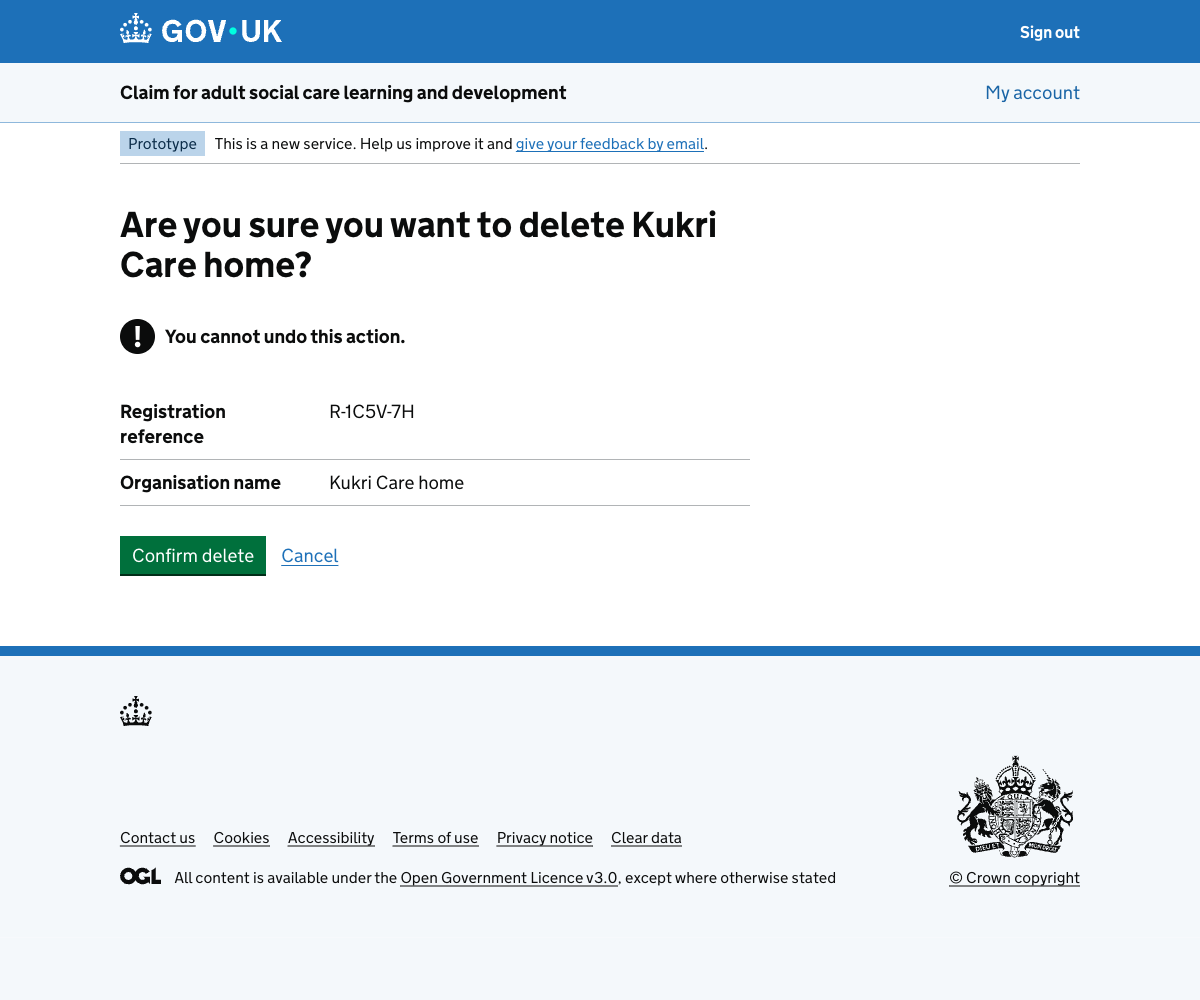 GOV•UK
Sign out
Claim for adult social care learning and development
My account
Prototype This is a new service. Help us improve it and give your feedback by email.
Are you sure you want to delete Kukri
Care home?
! You cannot undo this action.
Registration R-1C5V-7H
reference
Organisation name Kukri Care home
Confirm delete Cancel
Contact us Cookies Accessibility Terms of use Privacy notice Clear data
OGL All content is available under the Open Government Licence v3.0, except where otherwise stated
© Crown copyright